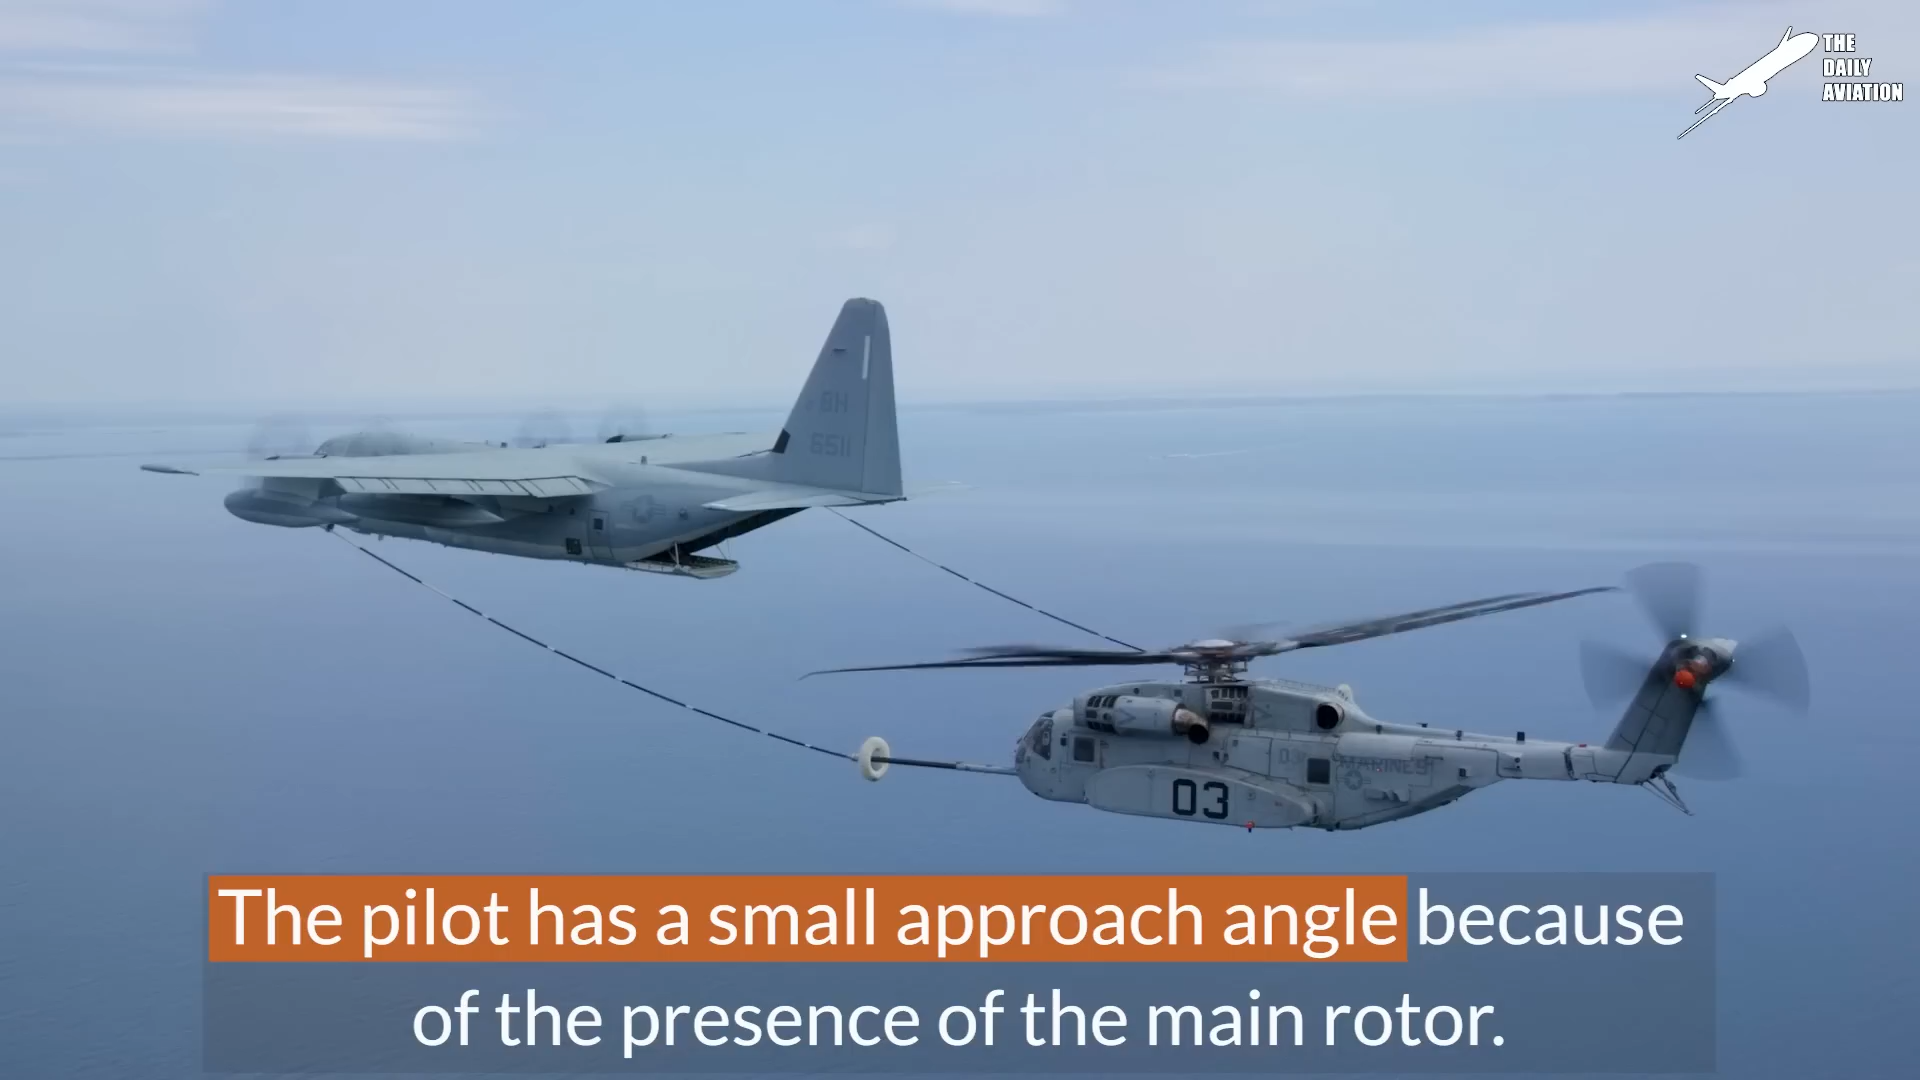 THE
DAILY
AVIATION
6511
03
MARINES
03
The pilot has a small approach angle because
of the presence of the main rotor.